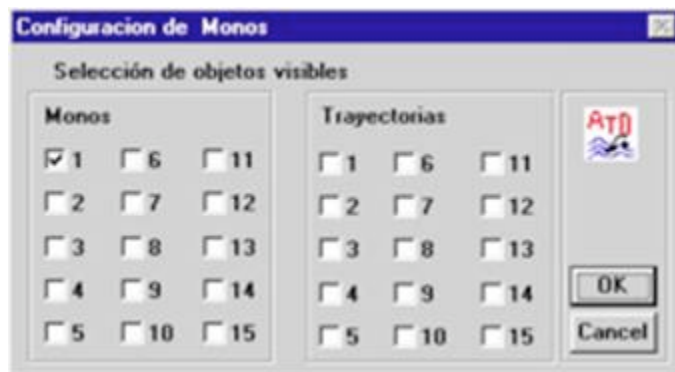 Configuracion de Monos
Selección de objetos visibles
Monos
1 6 11
2 7 12
3 8 13
4 9 14
5 10 15
Trayectorias
1 6 11
2 7 12
3 8 13
4 9 14
5 10 15
ATD
OK
Cancel